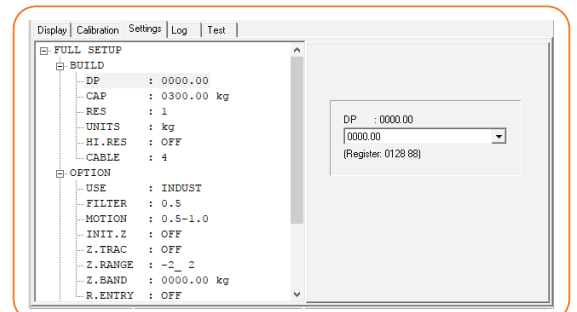 Display Calibration Settings Log Test
FULL SETUP
BUILD
DP : 0000.00
CAP : 0300.00 kg
RES : 1
UNITS : kg
HI.RES : OFF
CABLE : 4
OPTION
USE : INDUST
FILTER : 0.5
MOTION : 0.5-1.0
INIT.Z : OFF
Z.TRAC : OFF
Z.RANGE : -2_ 2
Z.BAND : 0000.00 kg
R.ENTRY : OFF
DP : 0000.00
0000.00
(Register: 0128 88)